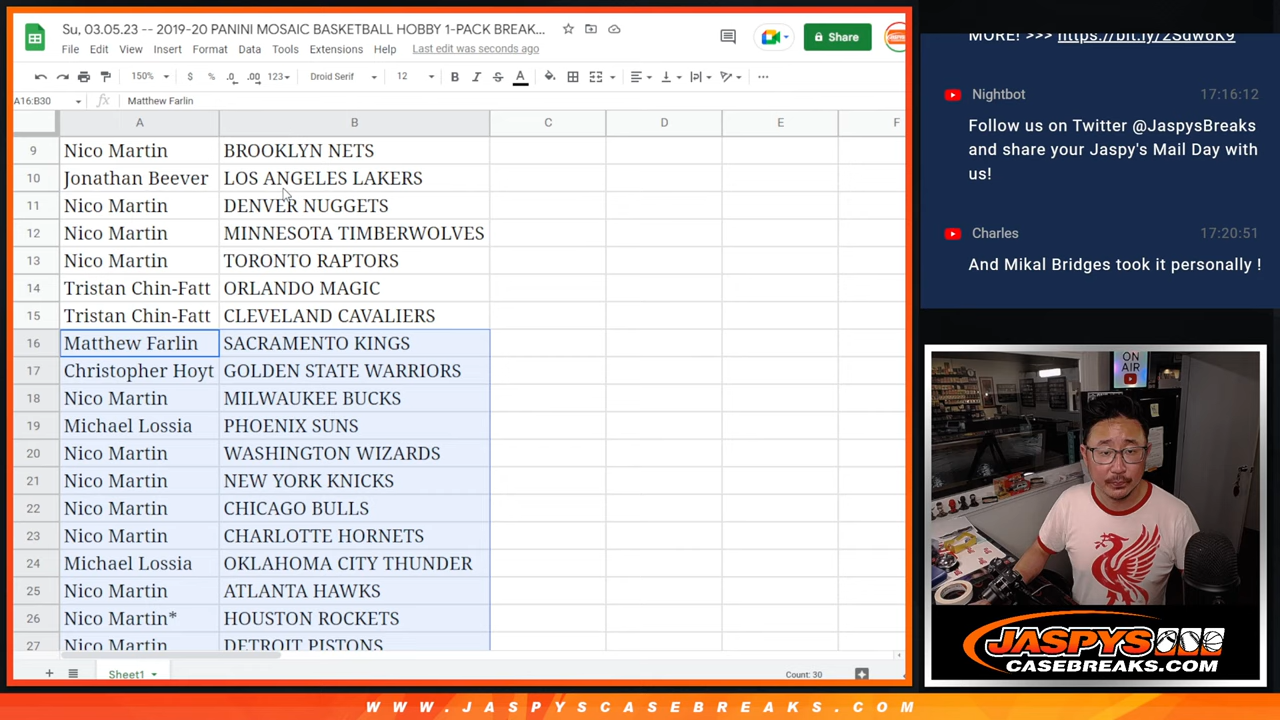 Su, 03.05.23 -- 2019-20 PANINI MOSAIC BASKETBALL HOBBY 1-PACK BREAK...
File Edit View Insert Format Data Tools Extensions Help Last edit was seconds ago
Share
150% $ % .0 .00 123 Droid Serif 12 B I S A
A16:B30 fx Matthew Farlin
A B C D E F
9 Nico Martin BROOKLYN NETS
10 Jonathan Beever LOS ANGELES LAKERS
11 Nico Martin DENVER NUGGETS
12 Nico Martin MINNESOTA TIMBERWOLVES
13 Nico Martin TORONTO RAPTORS
14 Tristan Chin-Fatt ORLANDO MAGIC
15 Tristan Chin-Fatt CLEVELAND CAVALIERS
16 Matthew Farlin SACRAMENTO KINGS
17 Christopher Hoyt GOLDEN STATE WARRIORS
18 Nico Martin MILWAUKEE BUCKS
19 Michael Lossia PHOENIX SUNS
20 Nico Martin WASHINGTON WIZARDS
21 Nico Martin NEW YORK KNICKS
22 Nico Martin CHICAGO BULLS
23 Nico Martin CHARLOTTE HORNETS
24 Michael Lossia OKLAHOMA CITY THUNDER
25 Nico Martin ATLANTA HAWKS
26 Nico Martin* HOUSTON ROCKETS
27 Nico Martin DETROIT PISTONS
Sheet1
Count: 30
MORE! >>> https://bit.ly/2Sdw6K9
Nightbot 17:16:12
Follow us on Twitter @JaspysBreaks
and share your Jaspy's Mail Day with
us!
Charles 17:20:51
And Mikal Bridges took it personally !
ON
AIR
JASPYS
CASEBREAKS.COM
WWW.JASPYSCASEBREAKS.COM